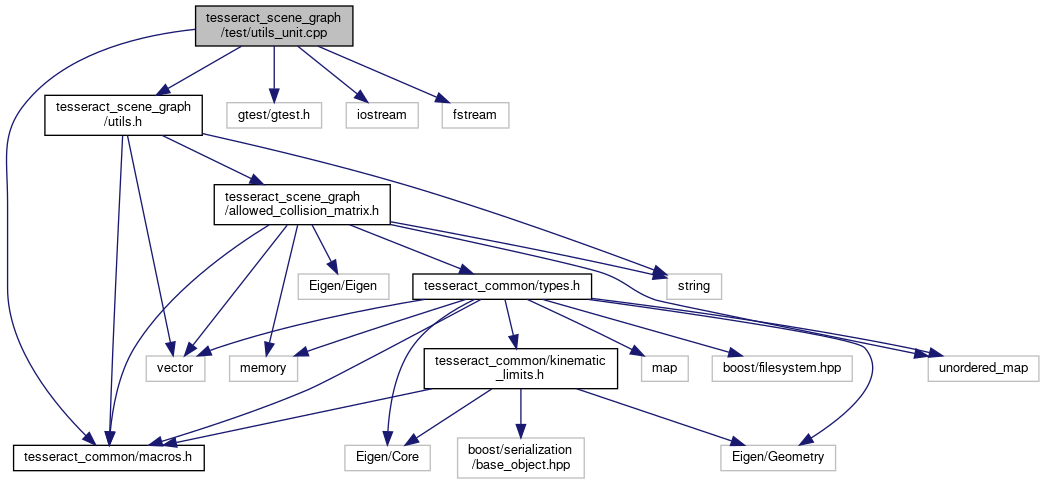 tesseract_scene_graph
/test/utils_unit.cpp
tesseract_scene_graph
/utils.h
gtest/gtest.h
iostream
fstream
tesseract_scene_graph
/allowed_collision_matrix.h
Eigen/Eigen
tesseract_common/types.h
string
vector
memory
tesseract_common/kinematic
_limits.h
map
boost/filesystem.hpp
unordered_map
tesseract_common/macros.h
Eigen/Core
boost/serialization
/base_object.hpp
Eigen/Geometry